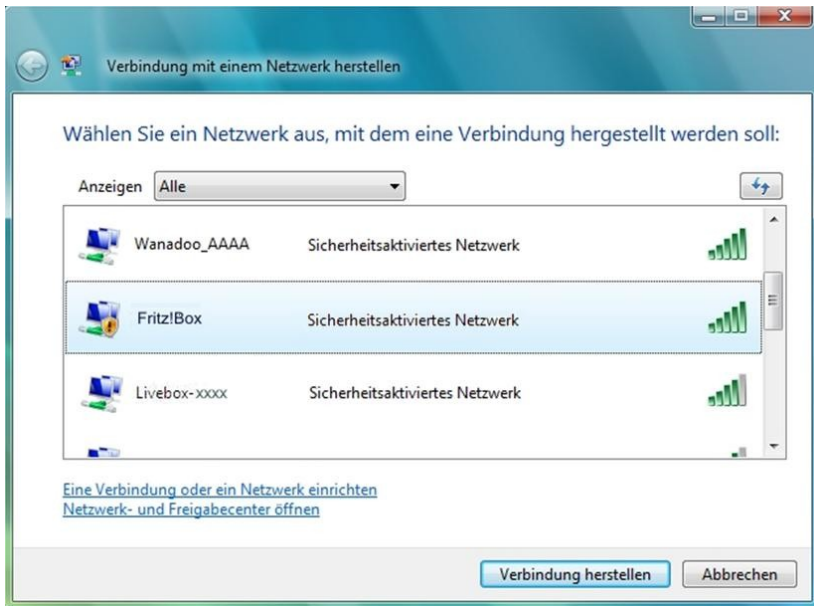 Verbindung mit einem Netzwerk herstellen
Wählen Sie ein Netzwerk aus, mit dem eine Verbindung hergestellt werden soll:
Anzeigen Alle
Wanadoo_AAAA Sicherheitsaktiviertes Netzwerk
Fritz!Box Sicherheitsaktiviertes Netzwerk
Livebox-xxxx Sicherheitsaktiviertes Netzwerk
Eine Verbindung oder ein Netzwerk einrichten
Netzwerk- und Freigabecenter öffnen
Verbindung herstellen Abbrechen